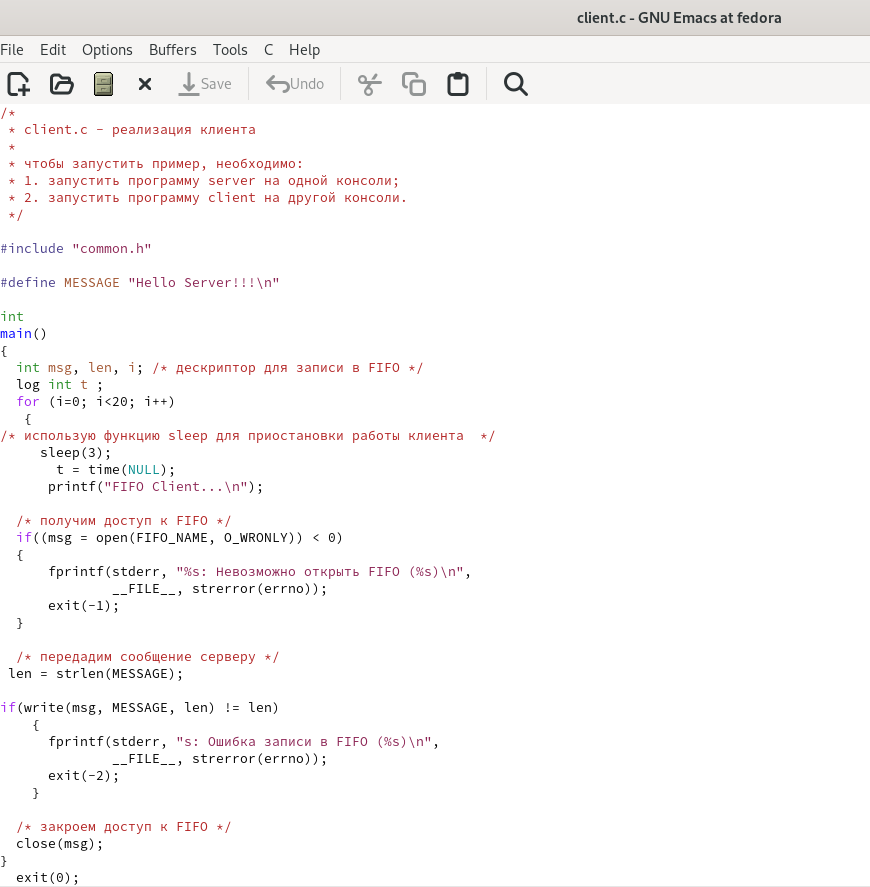 client.c - GNU Emacs at fedora
File Edit Options Buffers Tools C Help
Save Undo
/*
 * client.c - реализация клиента
 *
 * чтобы запустить пример, необходимо:
 * 1. запустить программу server на одной консоли;
 * 2. запустить программу client на другой консоли.
 */
#include "common.h"
#define MESSAGE "Hello Server!!!\n"
int
main()
{
  int msg, len, i; /* дескриптор для записи в FIFO */
  log int t ;
  for (i=0; i<20; i++)
   {
/* использую функцию sleep для приостановки работы клиента  */
     sleep(3);
       t = time(NULL);
      printf("FIFO Client...\n");
  /* получим доступ к FIFO */
  if((msg = open(FIFO_NAME, O_WRONLY)) < 0)
  {
      fprintf(stderr, "%s: Невозможно открыть FIFO (%s)\n",
              __FILE__, strerror(errno));
      exit(-1);
  }
  /* передадим сообщение серверу */
 len = strlen(MESSAGE);
if(write(msg, MESSAGE, len) != len)
    {
      fprintf(stderr, "s: Ошибка записи в FIFO (%s)\n",
              __FILE__, strerror(errno));
      exit(-2);
    }
  /* закроем доступ к FIFO */
  close(msg);
}
  exit(0);